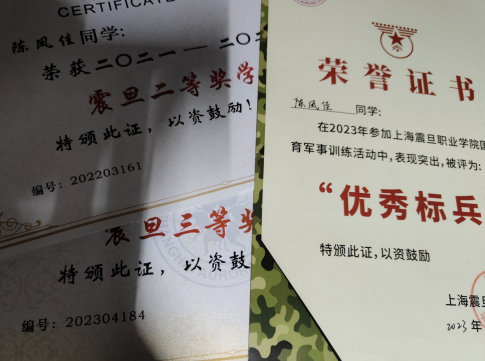 CERTIFICATE
陈凤佳同学:
荣获二〇二一—二〇二
震旦二等奖学
特颁此证，以资鼓励!
编号: 202203161
震旦三等奖
特颁此证，以资鼓
编号: 202304184
荣誉证书
陈凤佳 同学:
在2023年参加上海震旦职业学院国
育军事训练活动中,表现突出,被评为:
“优秀标兵
特颁此证,以资鼓励
上海震旦
2023年